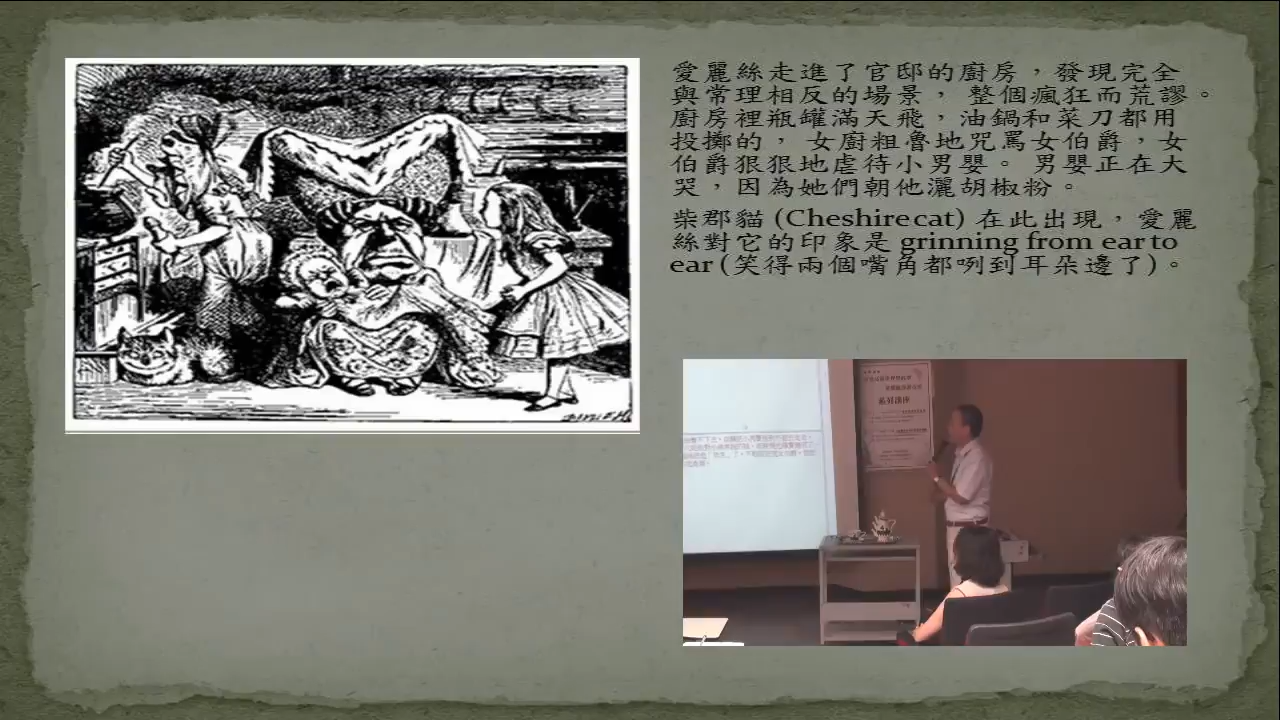 愛麗絲走進了官邸的廚房，發現完全
與常理相反的場景， 整個瘋狂而荒謬。
廚房裡瓶罐滿天飛，油鍋和菜刀都用
投擲的， 女廚粗魯地咒罵女伯爵，女
伯爵狠狠地虐待小男嬰。 男嬰正在大
哭，因為她們朝他灑胡椒粉。
柴郡貓 (Cheshire cat) 在此出現，愛麗
絲對它的印象是 grinning from ear to
ear (笑得兩個嘴角都咧到耳朵邊了)。
系列講座